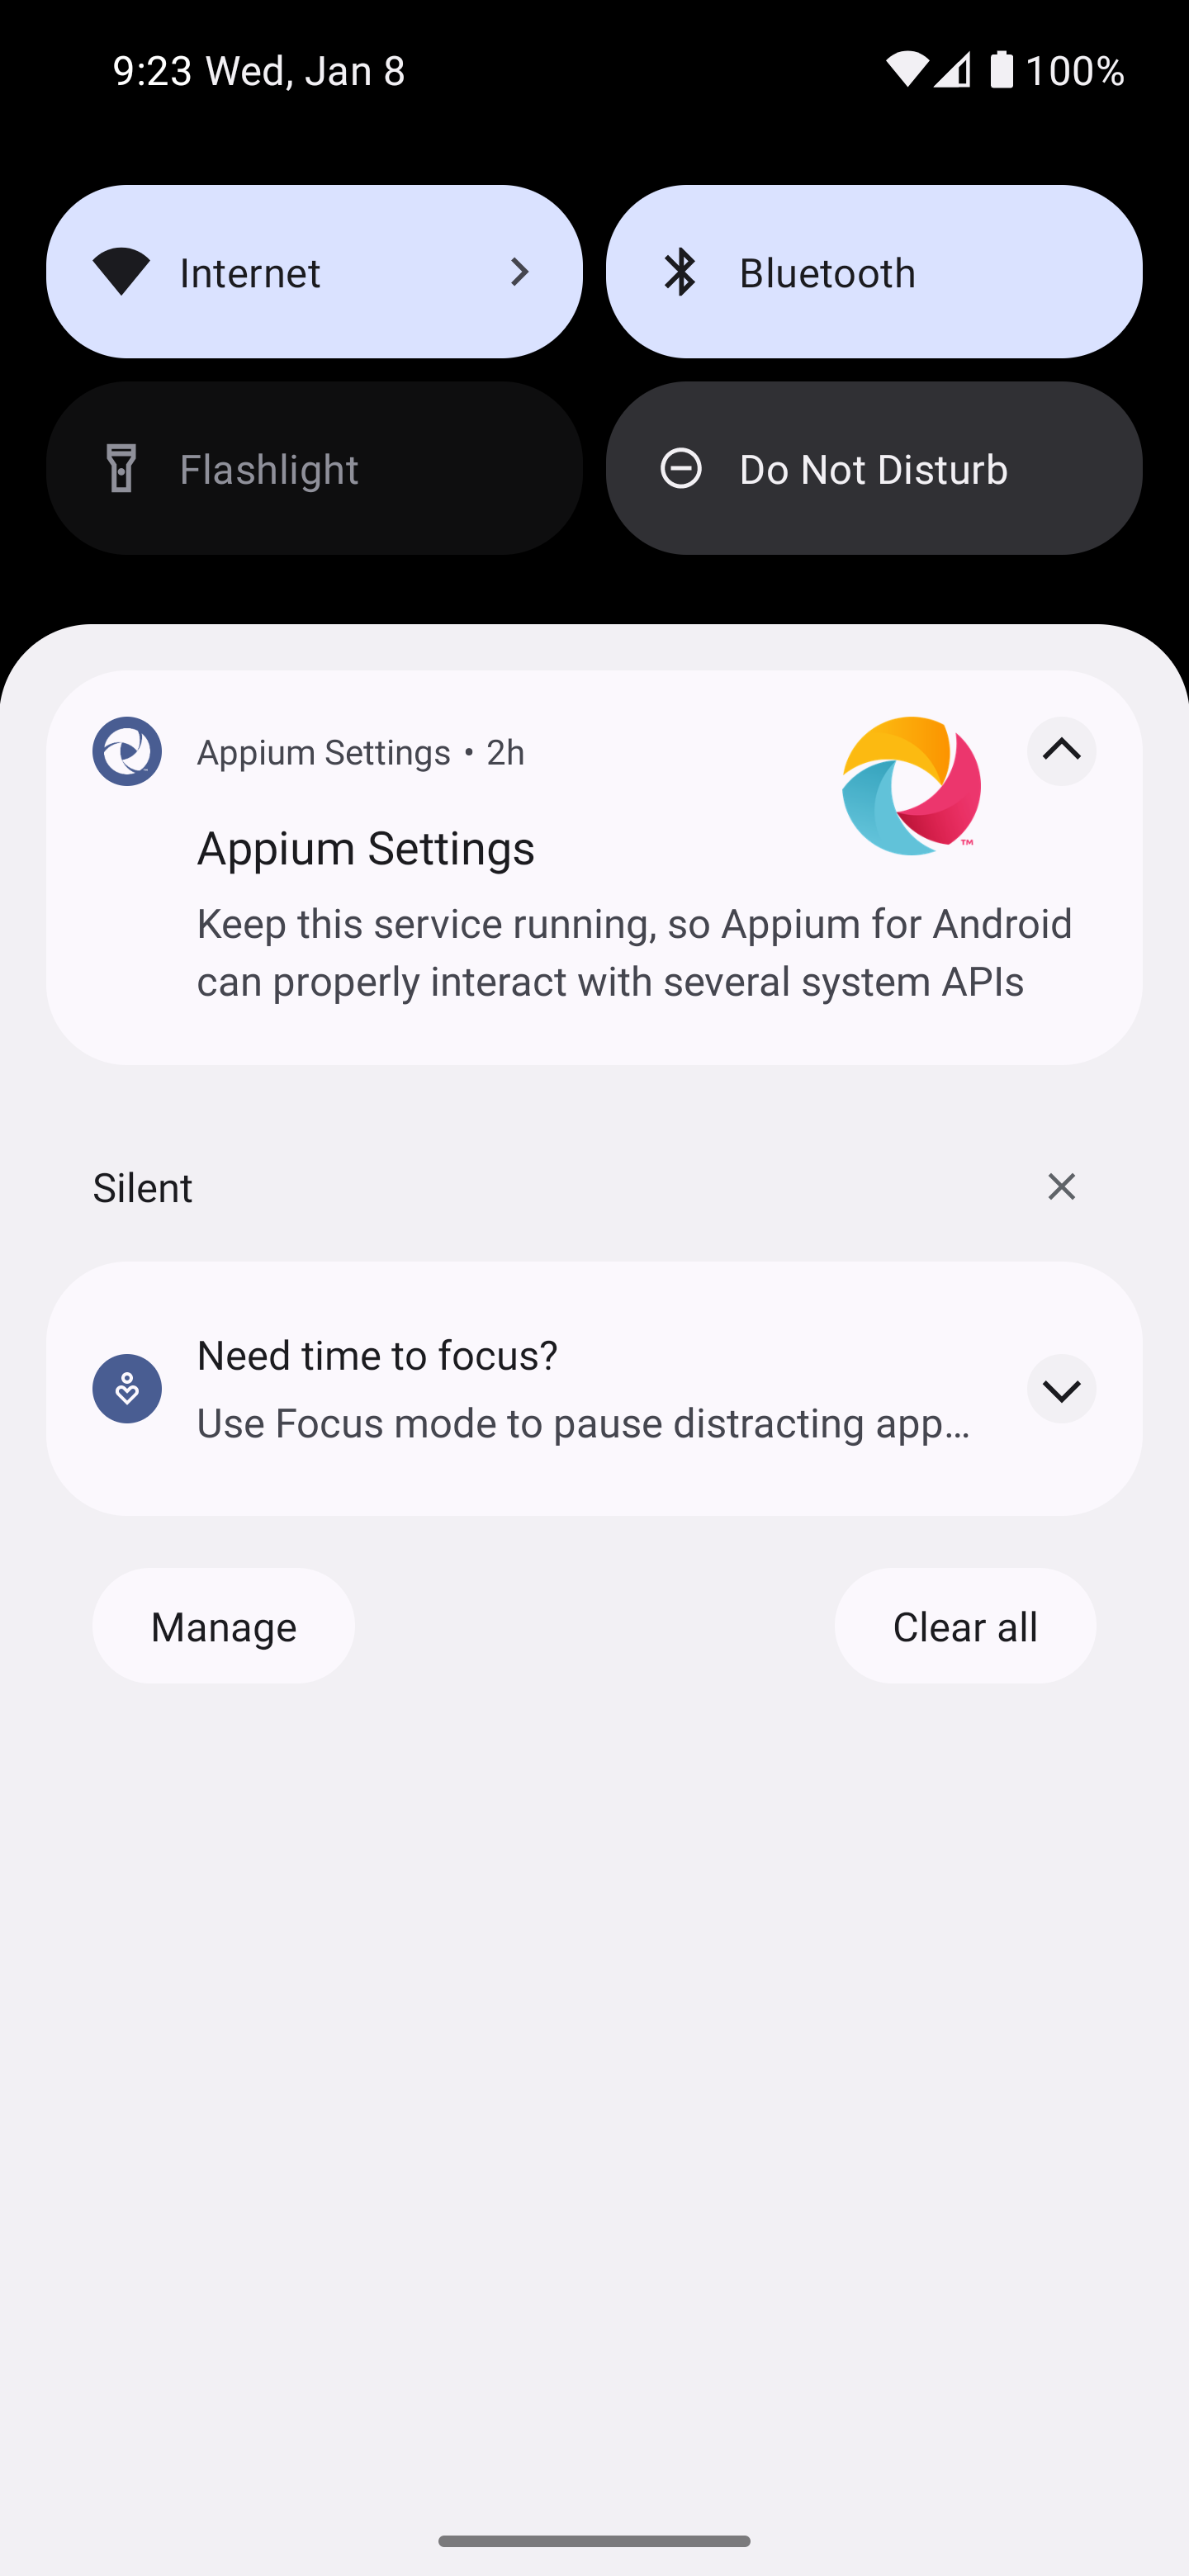 9:23 Wed, Jan 8
100%
Internet
Bluetooth
Flashlight
Do Not Disturb
Appium Settings • 2h
TM
Appium Settings
Keep this service running, so Appium for Android
can properly interact with several system APIs
Silent
Need time to focus?
Use Focus mode to pause distracting app…
Manage
Clear all